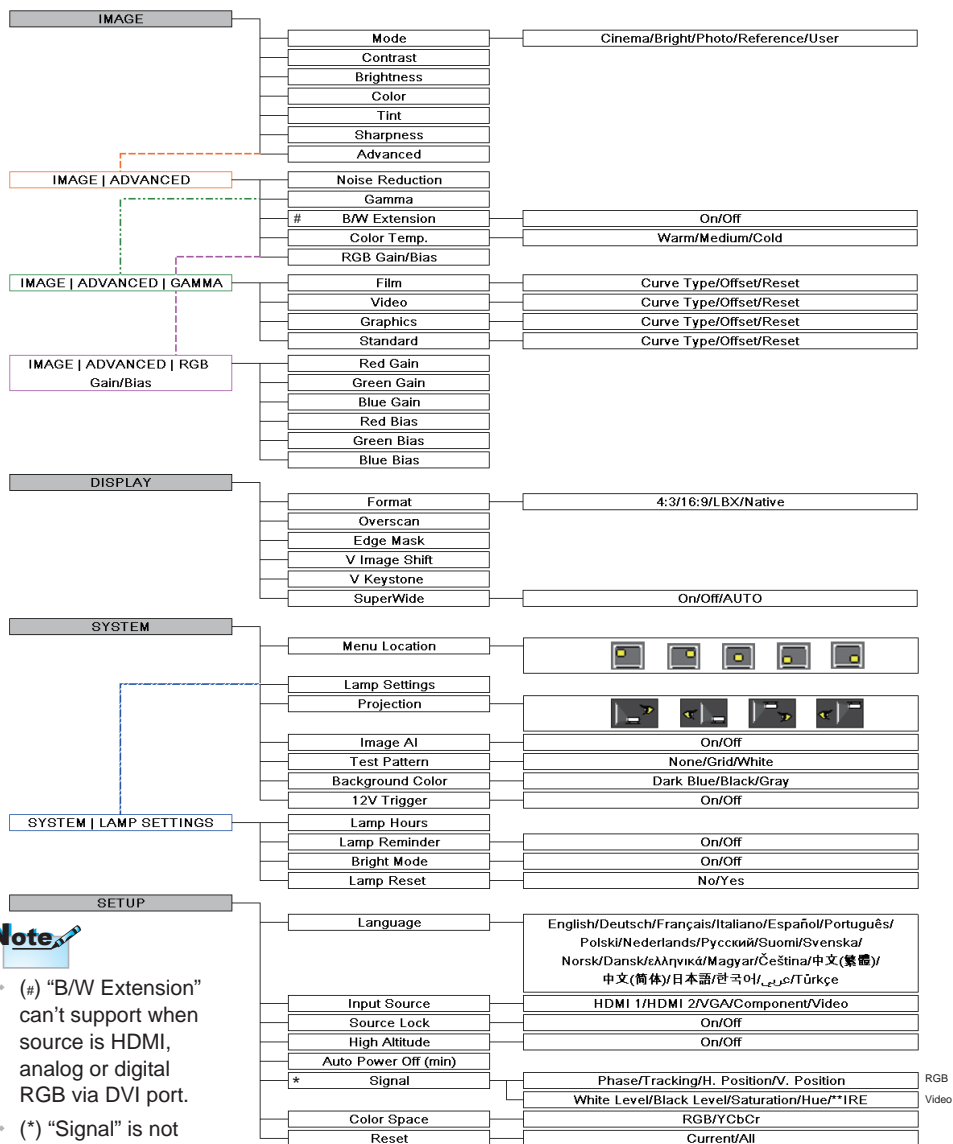 IMAGE
Mode Cinema/Bright/Photo/Reference/User
Contrast
Brightness
Color
Tint
Sharpness
Advanced
IMAGE | ADVANCED Noise Reduction
Gamma
# B/W Extension On/Off
Color Temp. Warm/Medium/Cold
RGB Gain/Bias
IMAGE | ADVANCED | GAMMA Film Curve Type/Offset/Reset
Video Curve Type/Offset/Reset
Graphics Curve Type/Offset/Reset
Standard Curve Type/Offset/Reset
IMAGE | ADVANCED | RGB
Gain/Bias
Red Gain
Green Gain
Blue Gain
Red Bias
Green Bias
Blue Bias
DISPLAY
Format 4:3/16:9/LBX/Native
Overscan
Edge Mask
V Image Shift
V Keystone
SuperWide On/Off/AUTO
SYSTEM
Menu Location
Lamp Settings
Projection
Image AI On/Off
Test Pattern None/Grid/White
Background Color Dark Blue/Black/Gray
12V Trigger On/Off
SYSTEM | LAMP SETTINGS Lamp Hours
Lamp Reminder On/Off
Bright Mode On/Off
Lamp Reset No/Yes
SETUP
Language English/Deutsch/Français/Italiano/Español/Português/
Polski/Nederlands/Русский/Suomi/Svenska/
Norsk/Dansk/ελληνικά/Magyar/Čeština/中文(繁體)/
中文(简体)/日本語/한국어/عربي/Türkçe
Input Source HDMI 1/HDMI 2/VGA/Component/Video
Source Lock On/Off
High Altitude On/Off
Auto Power Off (min)
* Signal Phase/Tracking/H. Position/V. Position RGB
White Level/Black Level/Saturation/Hue/**IRE Video
Color Space RGB/YCbCr
Reset Current/All
Note
(#) “B/W Extension”
can’t support when
source is HDMI,
analog or digital
RGB via DVI port.
(*) “Signal” is not